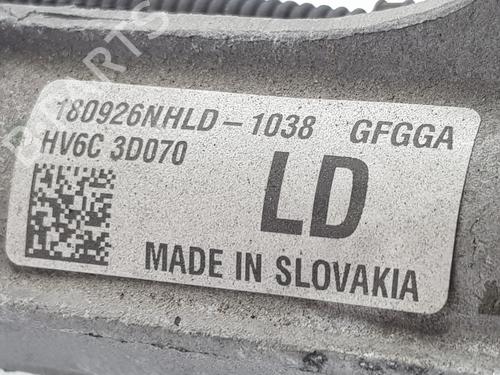 180926NHLD-1038 GFGGA
HV6C 3D070
LD
MADE IN SLOVAKIA